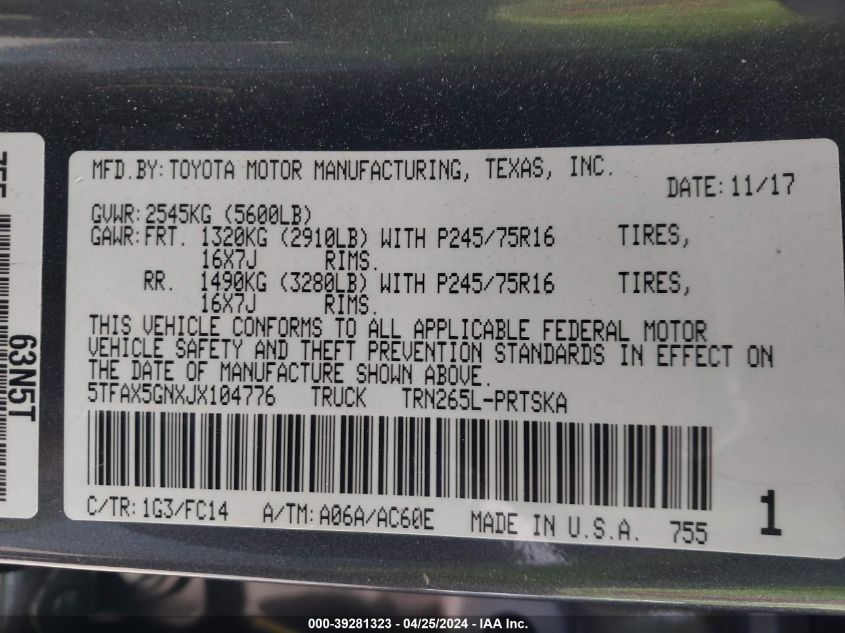 MFD.BY:TOYOTA MOTOR MANUFACTURING, TEXAS, INC.
DATE:11/17
GVWR:2545KG (5600LB)
GAWR:FRT. 1320KG (2910LB) WITH P245/75R16 TIRES,
16X7J RIMS.
RR. 1490KG (3280LB) WITH P245/75R16 TIRES,
16X7J RIMS.
THIS VEHICLE CONFORMS TO ALL APPLICABLE FEDERAL MOTOR
VEHICLE SAFETY AND THEFT PREVENTION STANDARDS IN EFFECT ON
THE DATE OF MANUFACTURE SHOWN ABOVE.
5TFAX5GNXJX104776 TRUCK TRN265L-PRTSKA
C/TR:1G3/FC14 A/TM:A06A/AC60E MADE IN U.S.A. 755
1
755
63N5T
000-39281323 - 04/25/2024 - IAA Inc.